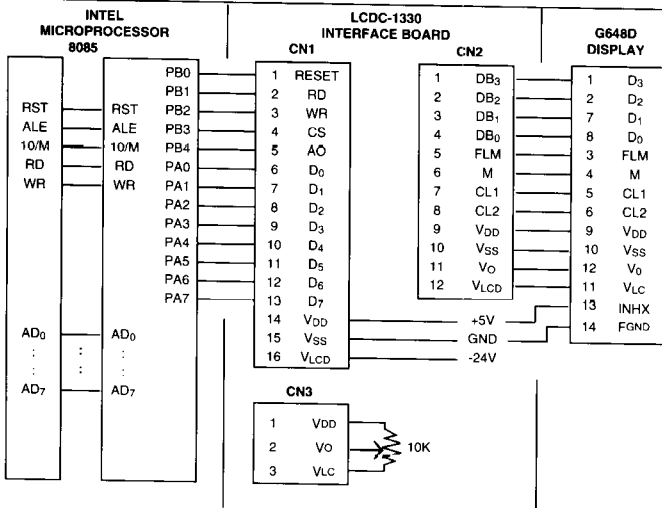 INTEL
MICROPROCESSOR
8085
LCDC-1330
INTERFACE BOARD
G648D
DISPLAY
CN1
CN2
RST RST
ALE ALE
10/M 10/M
RD RD
WR WR
AD0 AD0
AD7 AD7
PB0
PB1
PB2
PB3
PB4
PA0
PA1
PA2
PA3
PA4
PA5
PA6
PA7
1 RESET
2 RD
3 WR
4 CS
5 AO
6 D0
7 D1
8 D2
9 D3
10 D4
11 D5
12 D6
13 D7
14 VDD
15 VSS
16 VLCD
+5V
GND
-24V
1 DB3
2 DB2
3 DB1
4 DB0
5 FLM
6 M
7 CL1
8 CL2
9 VDD
10 VSS
11 VO
12 VLCD
1 D3
2 D2
7 D1
8 D0
3 FLM
4 M
5 CL1
6 CL2
9 VDD
10 VSS
12 V0
11 VLC
13 INHX
14 FGND
CN3
1 VDD
2 VO
3 VLC
10K